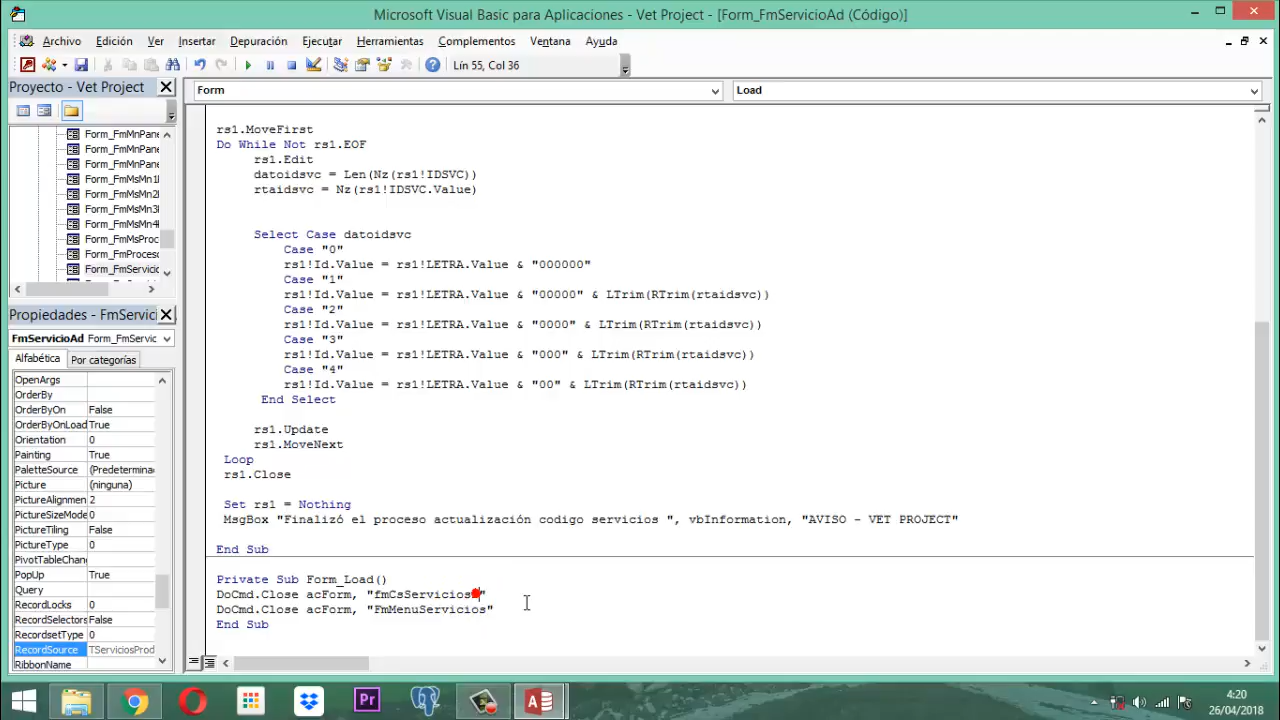 Microsoft Visual Basic para Aplicaciones - Vet Project - [Form_FmServicioAd (Código)]
Archivo Edición Ver Insertar Formato Depuración Ejecutar Herramientas Complementos Ventana Ayuda
Lín 55, Col 36
Proyecto - Vet Project
Form
Load
Form_FmMnPane
Form_FmMnPane
Form_FmMnPane
Form_FmMsMn1
Form_FmMsMn2
Form_FmMsMn3
Form_FmMsMn4
Form_FmMsProc
Form_FmProceso
Form_FmServicio
Propiedades - FmServic
FmServicioAd Form_FmServic
Alfabética Por categorías
OpenArgs
OrderBy
OrderByOn False
OrderByOnLoad True
Orientation 0
Painting True
PaletteSource (Predetermina
Picture (ninguna)
PictureAlignmen 2
PictureSizeMode 0
PictureTiling False
PictureType 0
PivotTableChang
PopUp True
Query
RecordLocks 0
RecordSelectors False
RecordsetType 0
RecordSource TServiciosProd
RibbonName
rs1.MoveFirst
Do While Not rs1.EOF
rs1.Edit
datoidsvc = Len(Nz(rs1!IDSVC))
rtaidsvc = Nz(rs1!IDSVC.Value)
Select Case datoidsvc
Case "0"
rs1!Id.Value = rs1!LETRA.Value & "000000"
Case "1"
rs1!Id.Value = rs1!LETRA.Value & "00000" & LTrim(RTrim(rtaidsvc))
Case "2"
rs1!Id.Value = rs1!LETRA.Value & "0000" & LTrim(RTrim(rtaidsvc))
Case "3"
rs1!Id.Value = rs1!LETRA.Value & "000" & LTrim(RTrim(rtaidsvc))
Case "4"
rs1!Id.Value = rs1!LETRA.Value & "00" & LTrim(RTrim(rtaidsvc))
End Select
rs1.Update
rs1.MoveNext
Loop
rs1.Close
Set rs1 = Nothing
MsgBox "Finalizó el proceso actualización codigo servicios ", vbInformation, "AVISO - VET PROJECT"
End Sub
Private Sub Form_Load()
DoCmd.Close acForm, "fmCsServicios"
DoCmd.Close acForm, "FmMenuServicios"
End Sub
Pr
4:20
26/04/2018